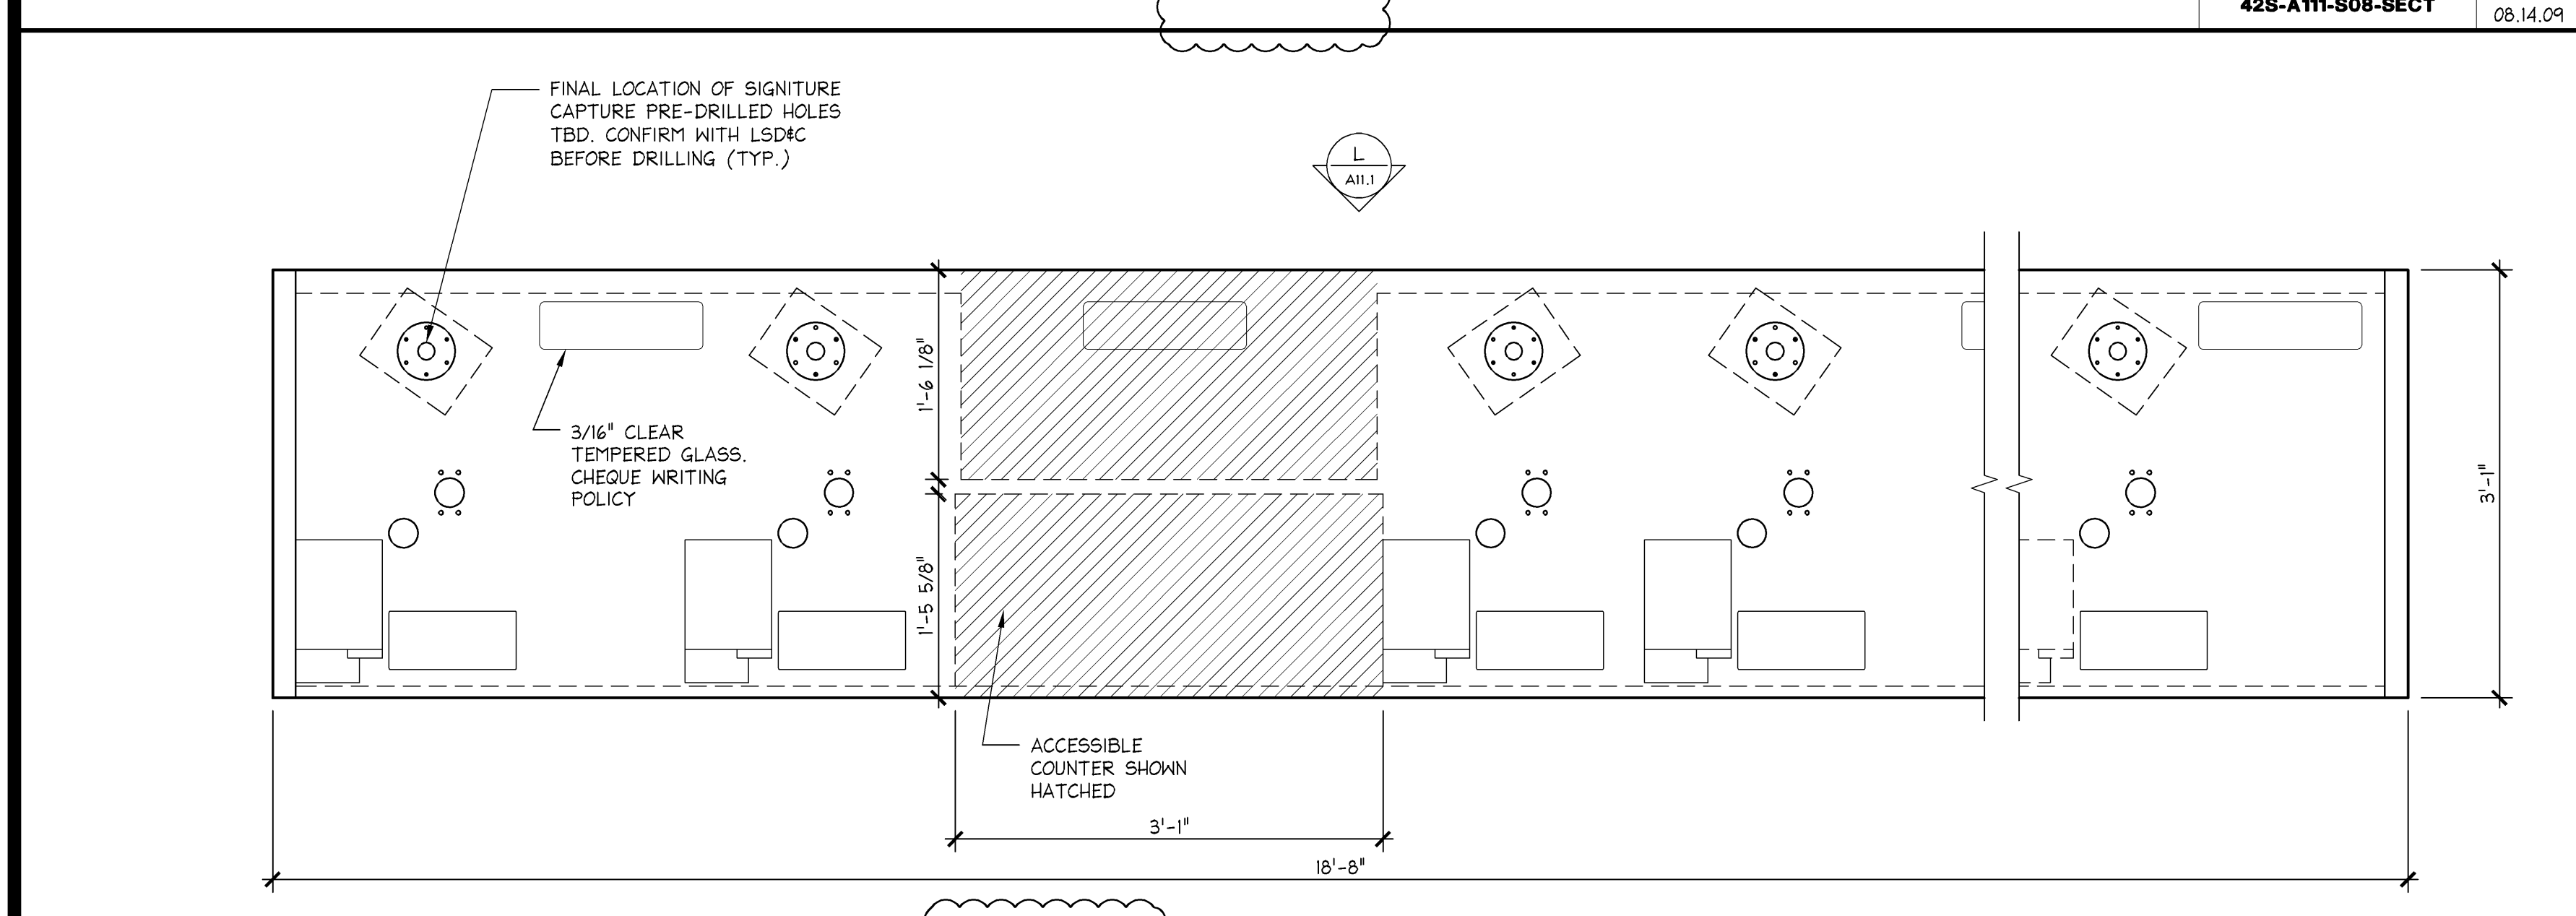 42S-A111-S08-SECT
08.14.09
FINAL LOCATION OF SIGNITURE
CAPTURE PRE-DRILLED HOLES
TBD. CONFIRM WITH LSD&C
BEFORE DRILLING (TYP.)
L
A11.1
1'-6 1/8"
3/16" CLEAR
TEMPERED GLASS.
CHEQUE WRITING
POLICY
3'-1"
1'-5 5/8"
ACCESSIBLE
COUNTER SHOWN
HATCHED
3'-1"
18'-8"